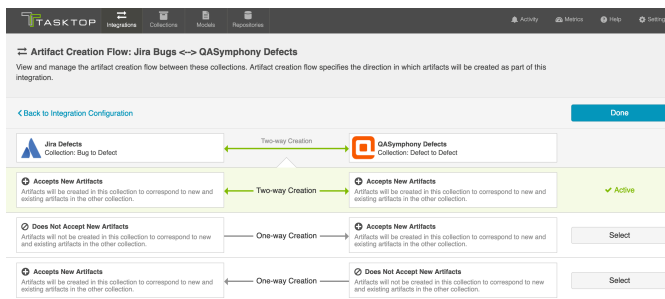 TASKTOP
Integrations
Collections
Models
Repositories
Activity
Metrics
Help
Setting
Artifact Creation Flow: Jira Bugs <--> QASymphony Defects
View and manage the artifact creation flow between these collections. Artifact creation flow specifies the direction in which artifacts will be created as part of this
integration.
Back to Integration Configuration
Done
Jira Defects
Collection: Bug to Defect
Two-way Creation
QASymphony Defects
Collection: Defect to Defect
Accepts New Artifacts
Artifacts will be created in this collection to correspond to new and
existing artifacts in the other collection.
Two-way Creation
Accepts New Artifacts
Artifacts will be created in this collection to correspond to new and
existing artifacts in the other collection.
Active
Does Not Accept New Artifacts
Artifacts will not be created in this collection to correspond to new
and existing artifacts in the other collection.
One-way Creation
Accepts New Artifacts
Artifacts will be created in this collection to correspond to new and
existing artifacts in the other collection.
Select
Accepts New Artifacts
Artifacts will be created in this collection to correspond to new and
existing artifacts in the other collection.
One-way Creation
Does Not Accept New Artifacts
Artifacts will not be created in this collection to correspond to new
and existing artifacts in the other collection.
Select